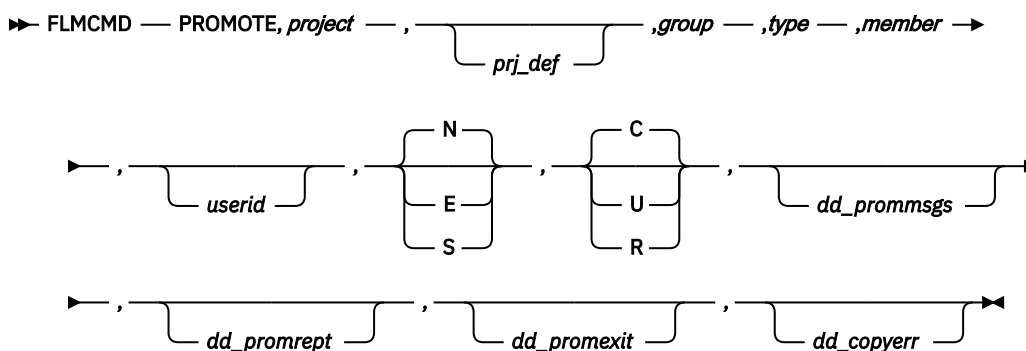 FLMCMD PROMOTE, project , ,group ,type ,member
prj_def
N C
, , , ,
userid E U dd_prommsgs
S R
, , ,
dd_promrept dd_promexit dd_copyerr